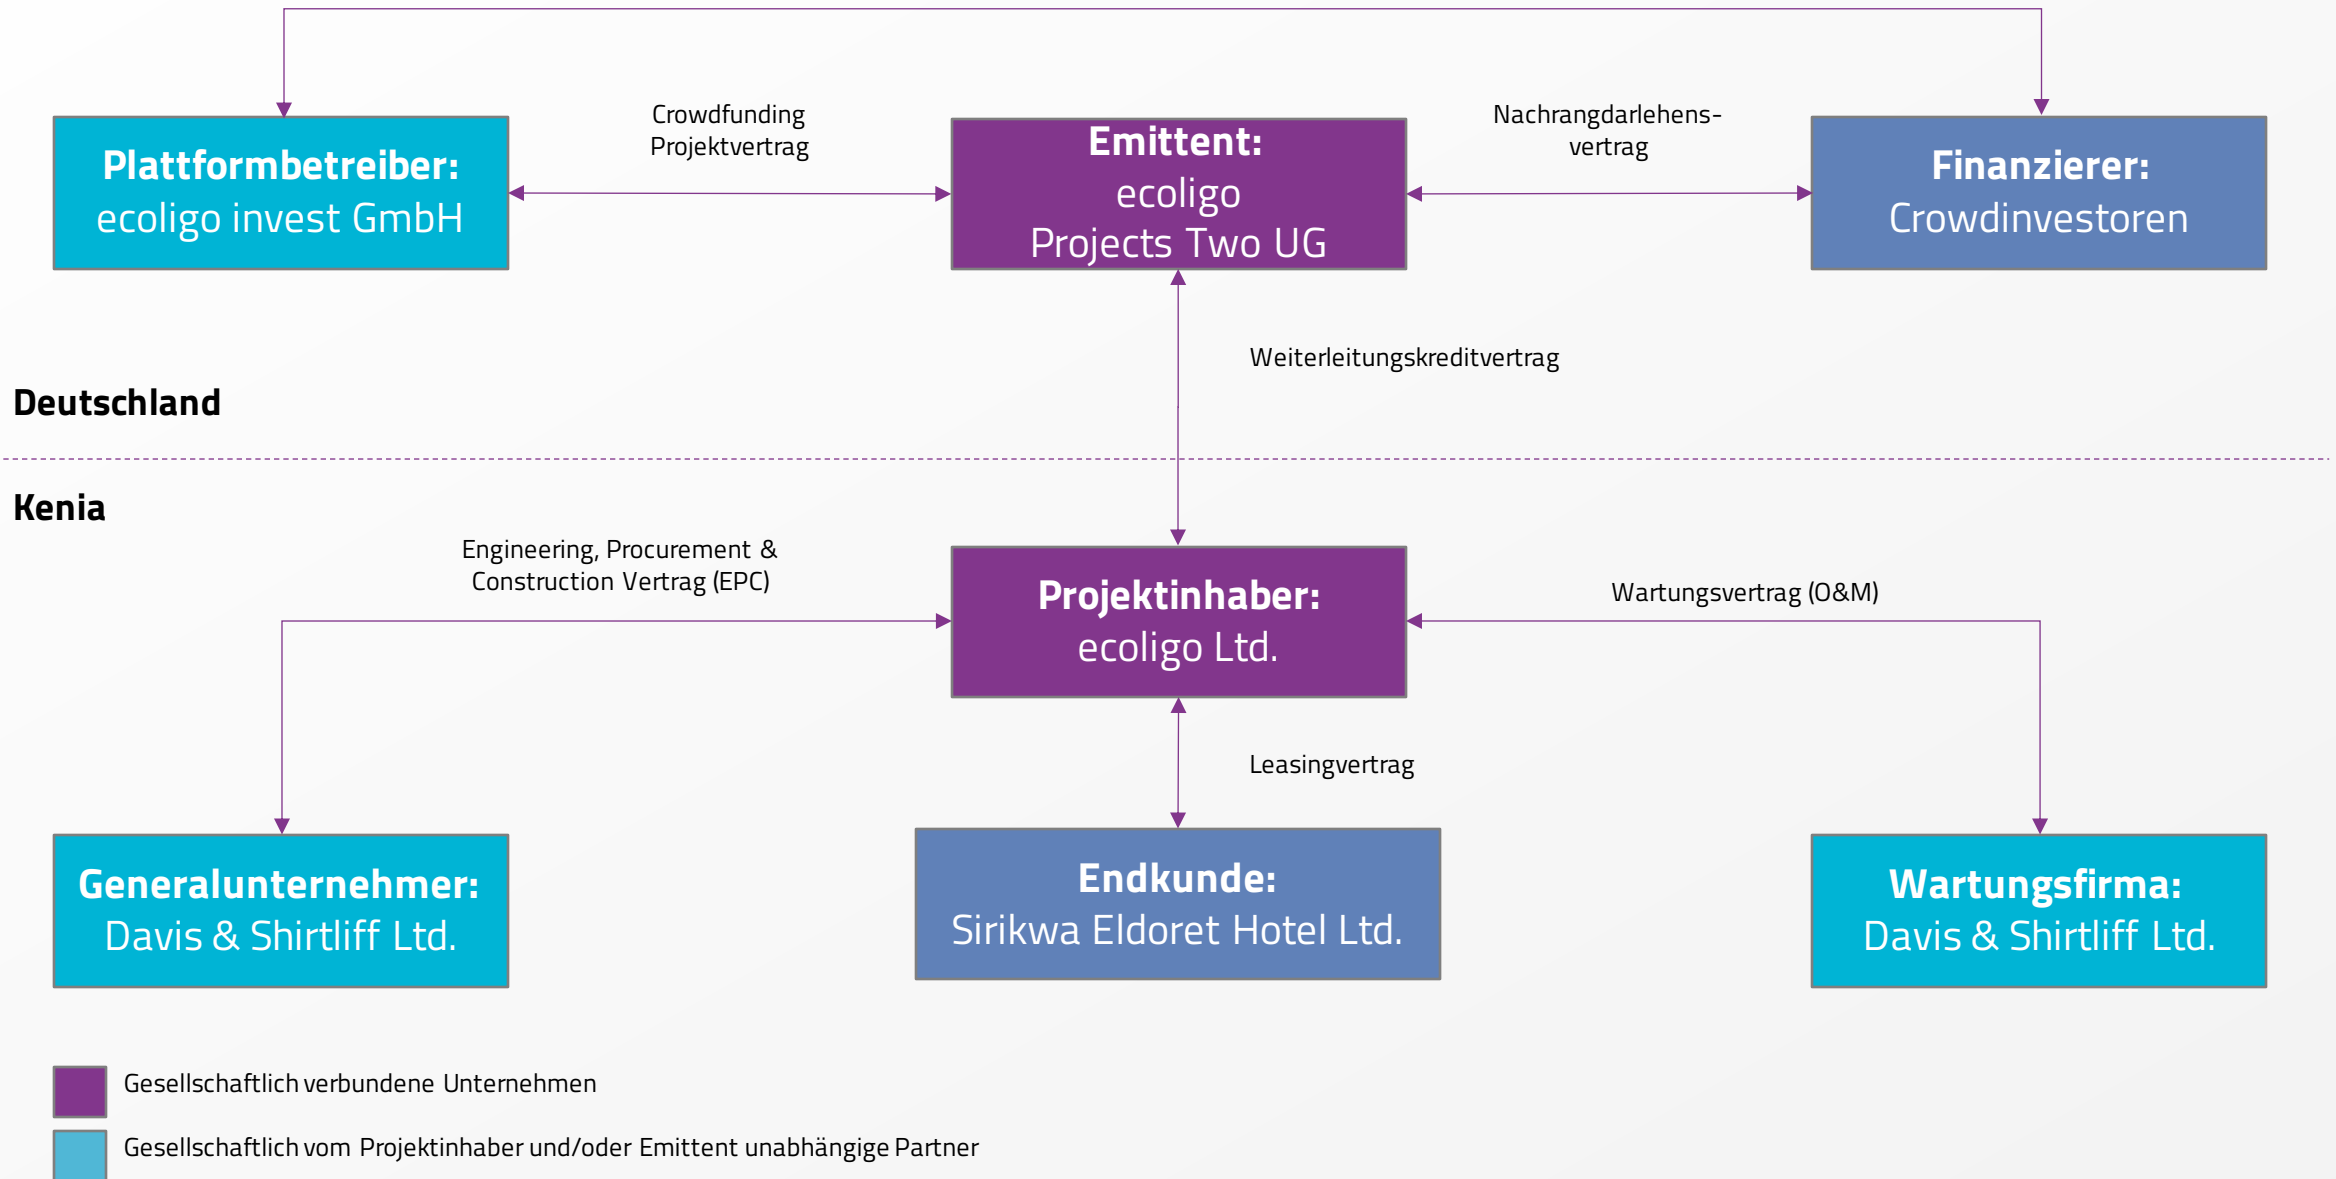 Crowdfunding
Projektvertrag
Nachrangdarlehens-
vertrag
Plattformbetreiber:
ecoligo invest GmbH
Emittent:
ecoligo
Projects Two UG
Finanzierer:
Crowdinvestoren
Weiterleitungskreditvertrag
Deutschland
Kenia
Engineering, Procurement &
Construction Vertrag (EPC)
Projektinhaber:
ecoligo Ltd.
Wartungsvertrag (O&M)
Leasingvertrag
Generalunternehmer:
Davis & Shirtliff Ltd.
Endkunde:
Sirikwa Eldoret Hotel Ltd.
Wartungsfirma:
Davis & Shirtliff Ltd.
Gesellschaftlich verbundene Unternehmen
Gesellschaftlich vom Projektinhaber und/oder Emittent unabhängige Partner